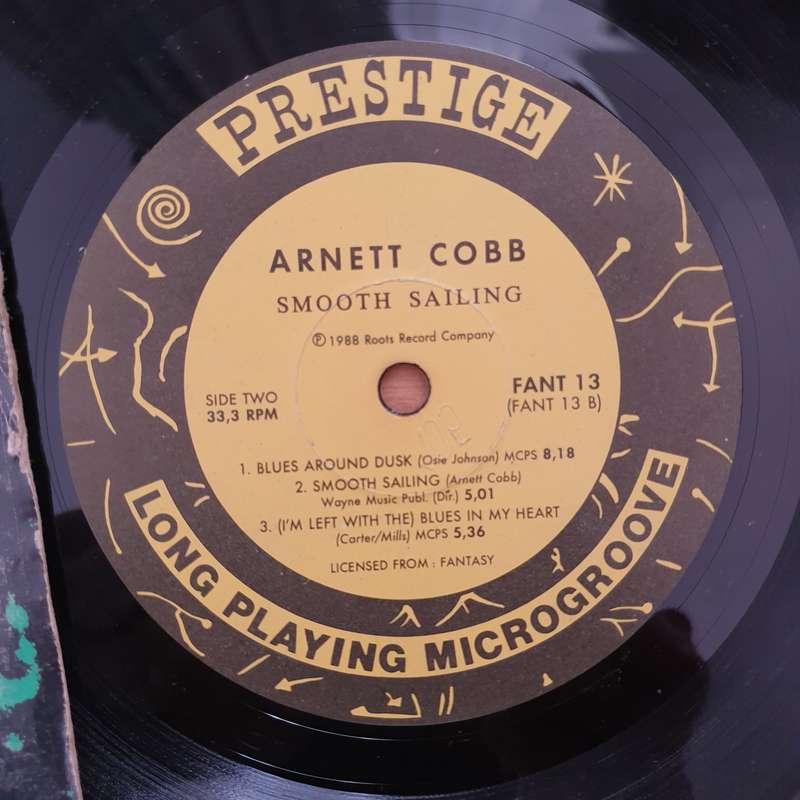 PRESTIGE
ARNETT COBB
SMOOTH SAILING
℗ 1988 Roots Record Company
SIDE TWO
33,3 RPM
FANT 13
(FANT 13 B)
1. BLUES AROUND DUSK (Osie Johnson) MCPS 8,18
2. SMOOTH SAILING (Arnett Cobb)
Wayne Music Publ. (Dir.) 5,01
3. (I'M LEFT WITH THE) BLUES IN MY HEART
(Carter/Mills) MCPS 5,36
LICENSED FROM : FANTASY
LONG PLAYING MICROGROOVE